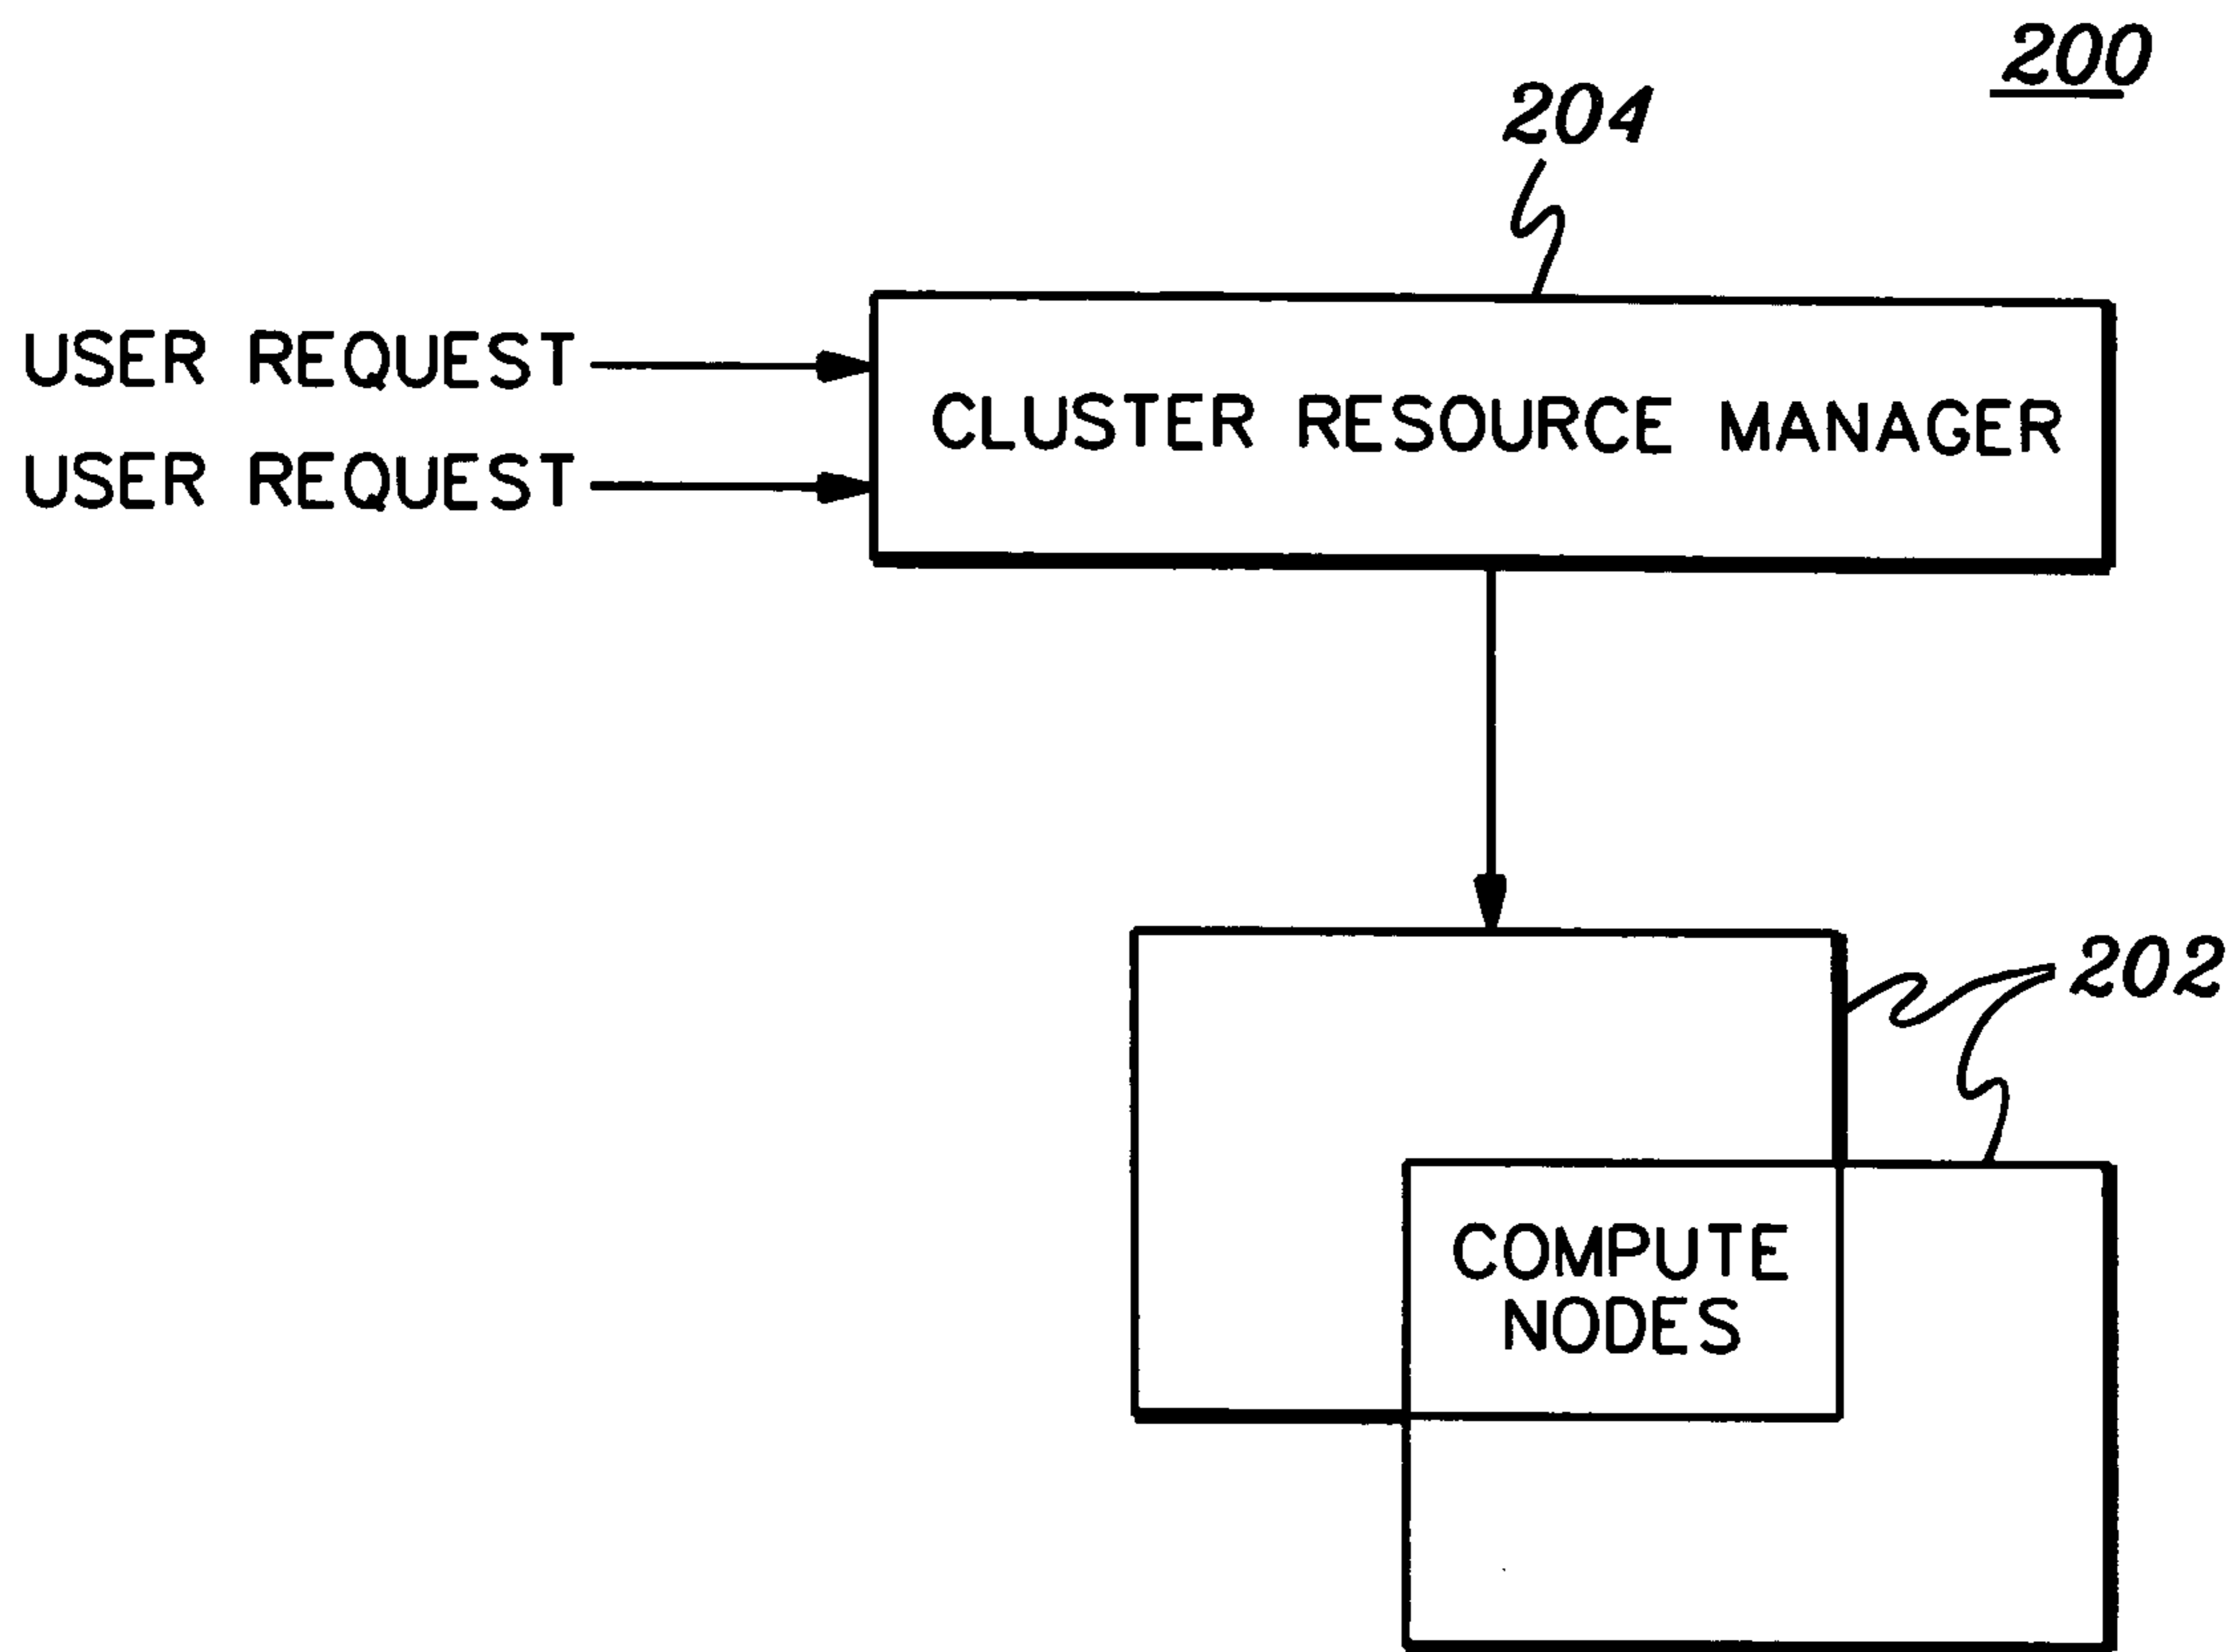 200
204
USER REQUEST
CLUSTER RESOURCE MANAGER
USER REQUEST
202
COMPUTE
NODES